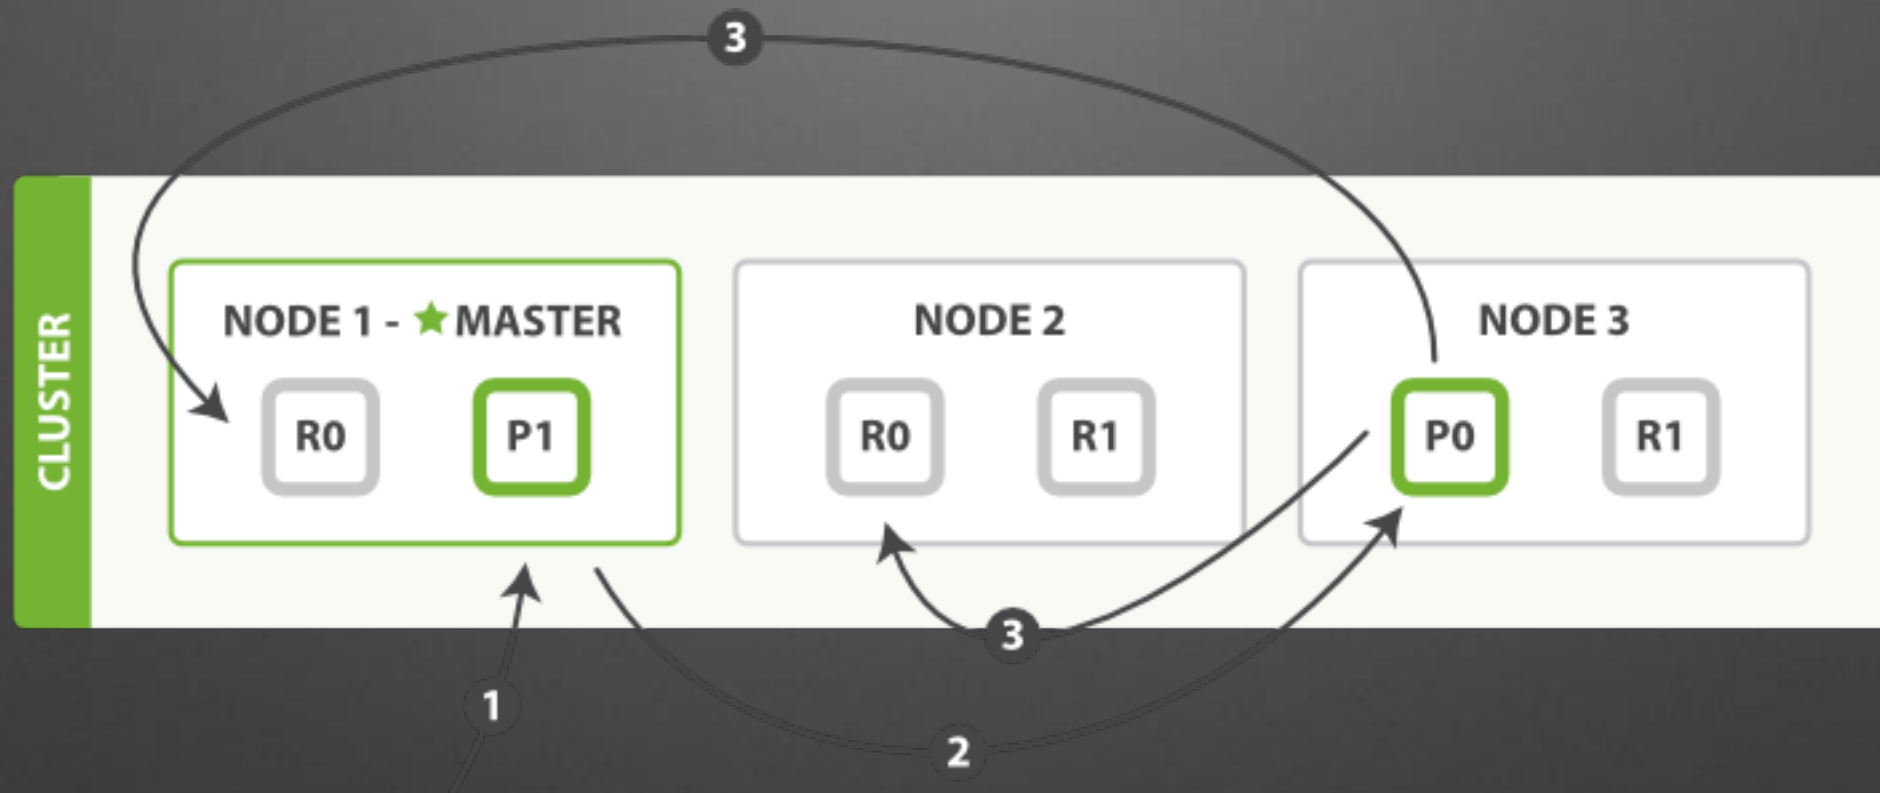 3
CLUSTER
NODE 1 - ★MASTER
NODE 2
NODE 3
R0
P1
R0
R1
P0
R1
3
1
2